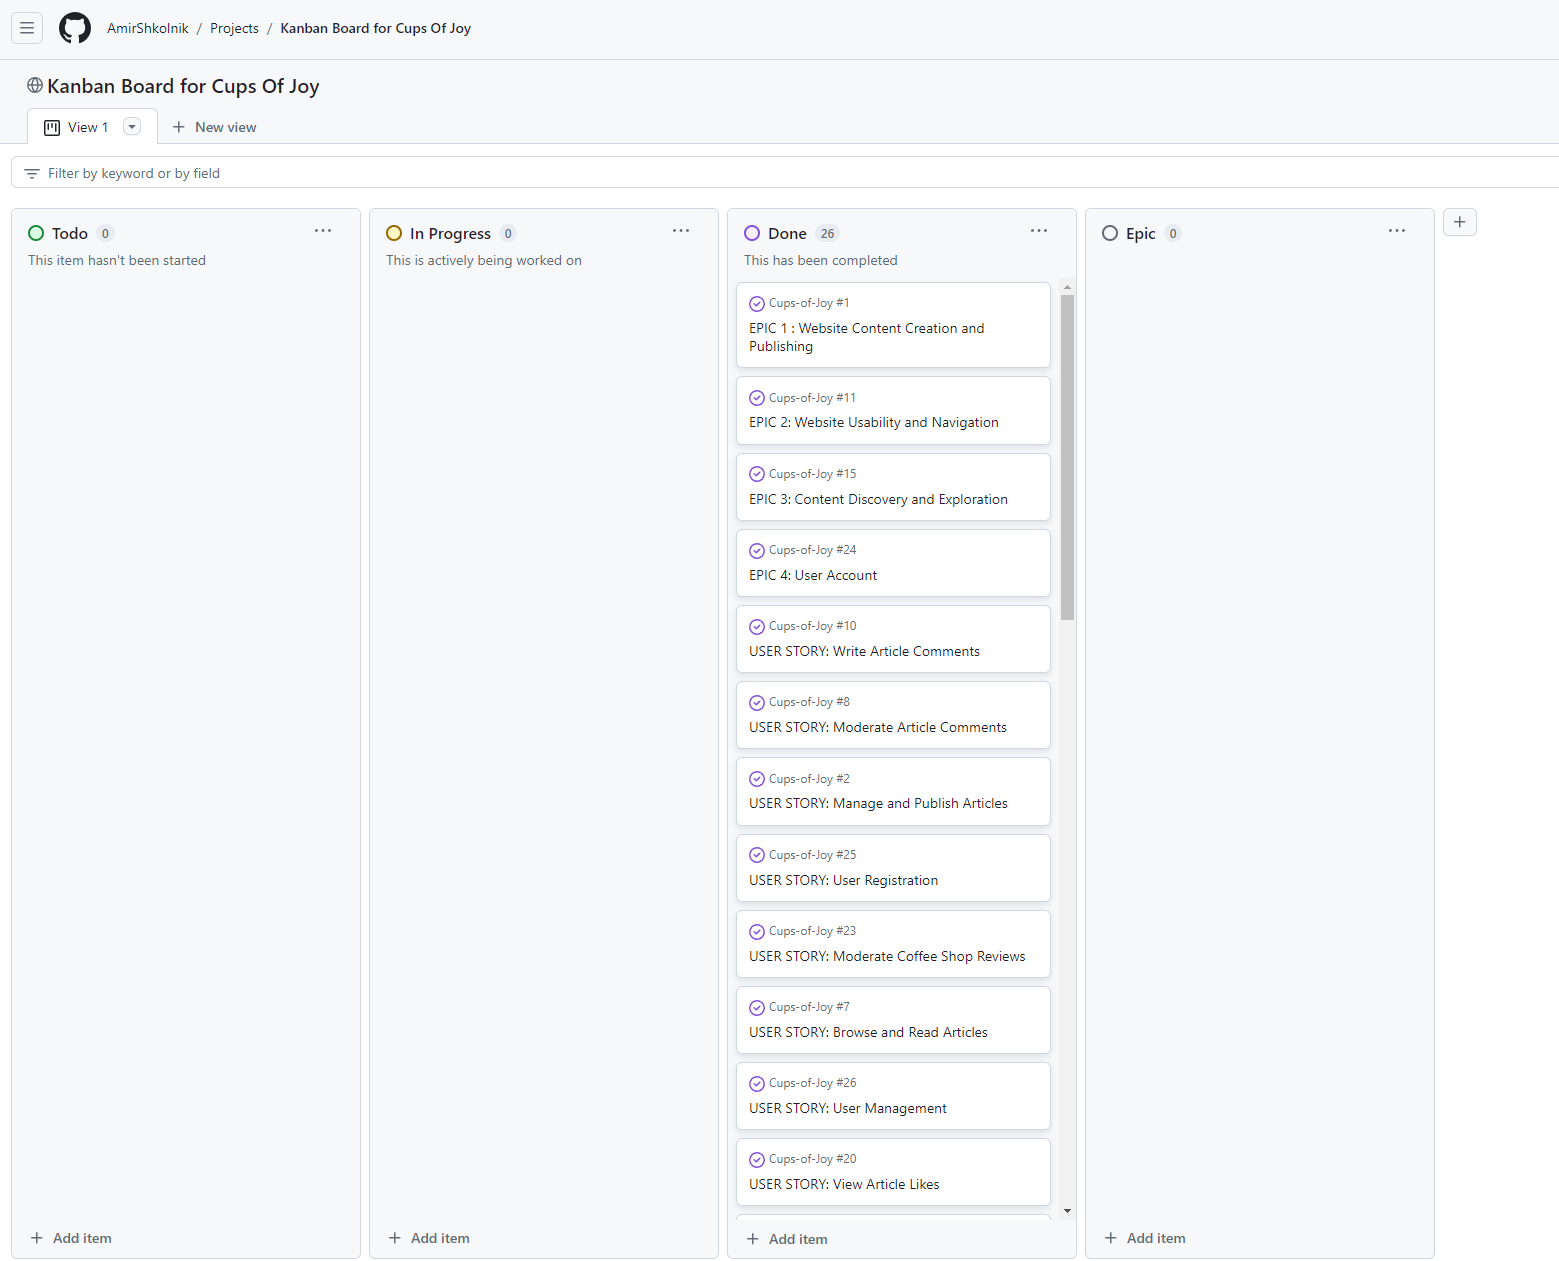 AmirShkolnik / Projects / Kanban Board for Cups Of Joy
Kanban Board for Cups Of Joy
View 1
New view
Filter by keyword or by field
Todo 0
This item hasn't been started
Add item
In Progress 0
This is actively being worked on
Add item
Done 26
This has been completed
Cups-of-Joy #1
EPIC 1 : Website Content Creation and
Publishing
Cups-of-Joy #11
EPIC 2: Website Usability and Navigation
Cups-of-Joy #15
EPIC 3: Content Discovery and Exploration
Cups-of-Joy #24
EPIC 4: User Account
Cups-of-Joy #10
USER STORY: Write Article Comments
Cups-of-Joy #8
USER STORY: Moderate Article Comments
Cups-of-Joy #2
USER STORY: Manage and Publish Articles
Cups-of-Joy #25
USER STORY: User Registration
Cups-of-Joy #23
USER STORY: Moderate Coffee Shop Reviews
Cups-of-Joy #7
USER STORY: Browse and Read Articles
Cups-of-Joy #26
USER STORY: User Management
Cups-of-Joy #20
USER STORY: View Article Likes
Add item
Epic 0
Add item